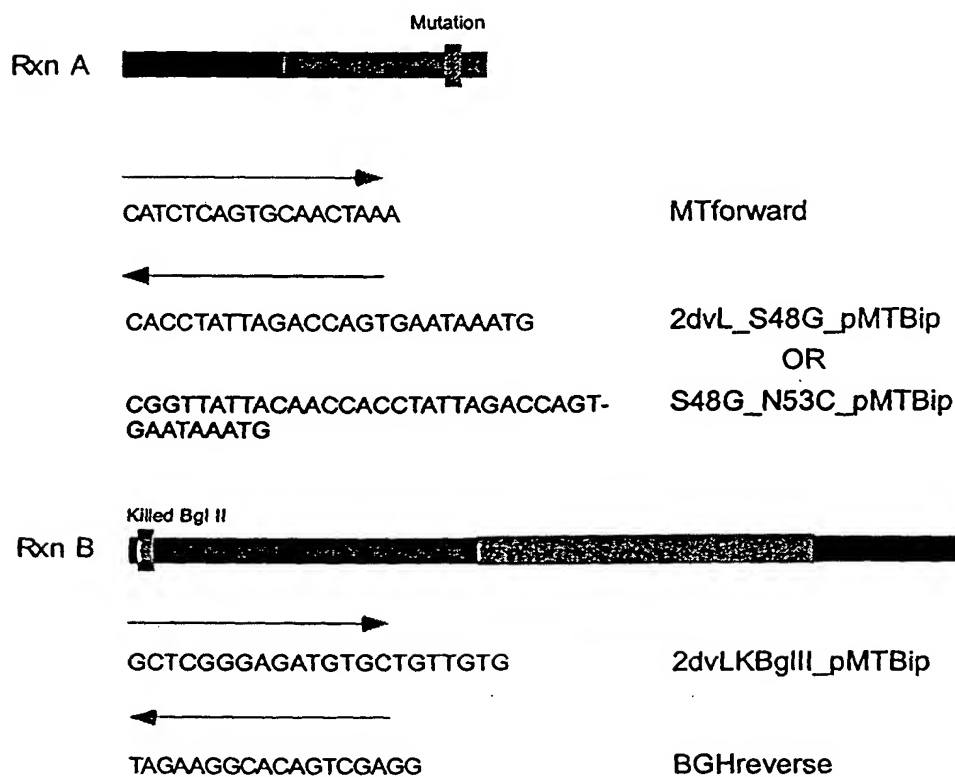 Mutation
Rxn A
CATCTCAGTGCAACTAAA MTforward
CACCTATTAGACCAGTGAATAAATG 2dvL_S48G_pMTBip
OR
CGGTTATTACAACCACCTATTAGACCAGT- S48G_N53C_pMTBip
GAATAAATG
Killed Bgl II
Rxn B
GCTCGGGAGATGTGCTGTTGTG 2dvLKBglII_pMTBip
TAGAAGGCACAGTCGAGG BGHreverse